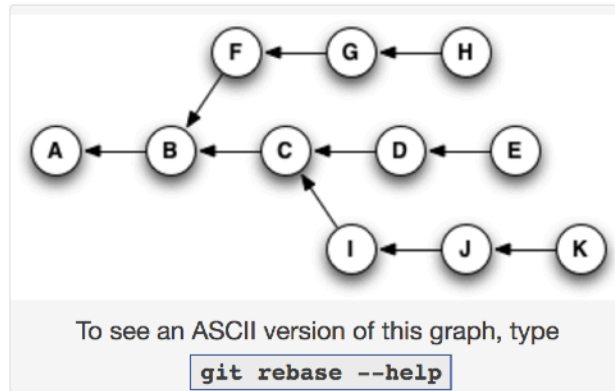 F G H
A B C D E
I J K
To see an ASCII version of this graph, type
git rebase --help